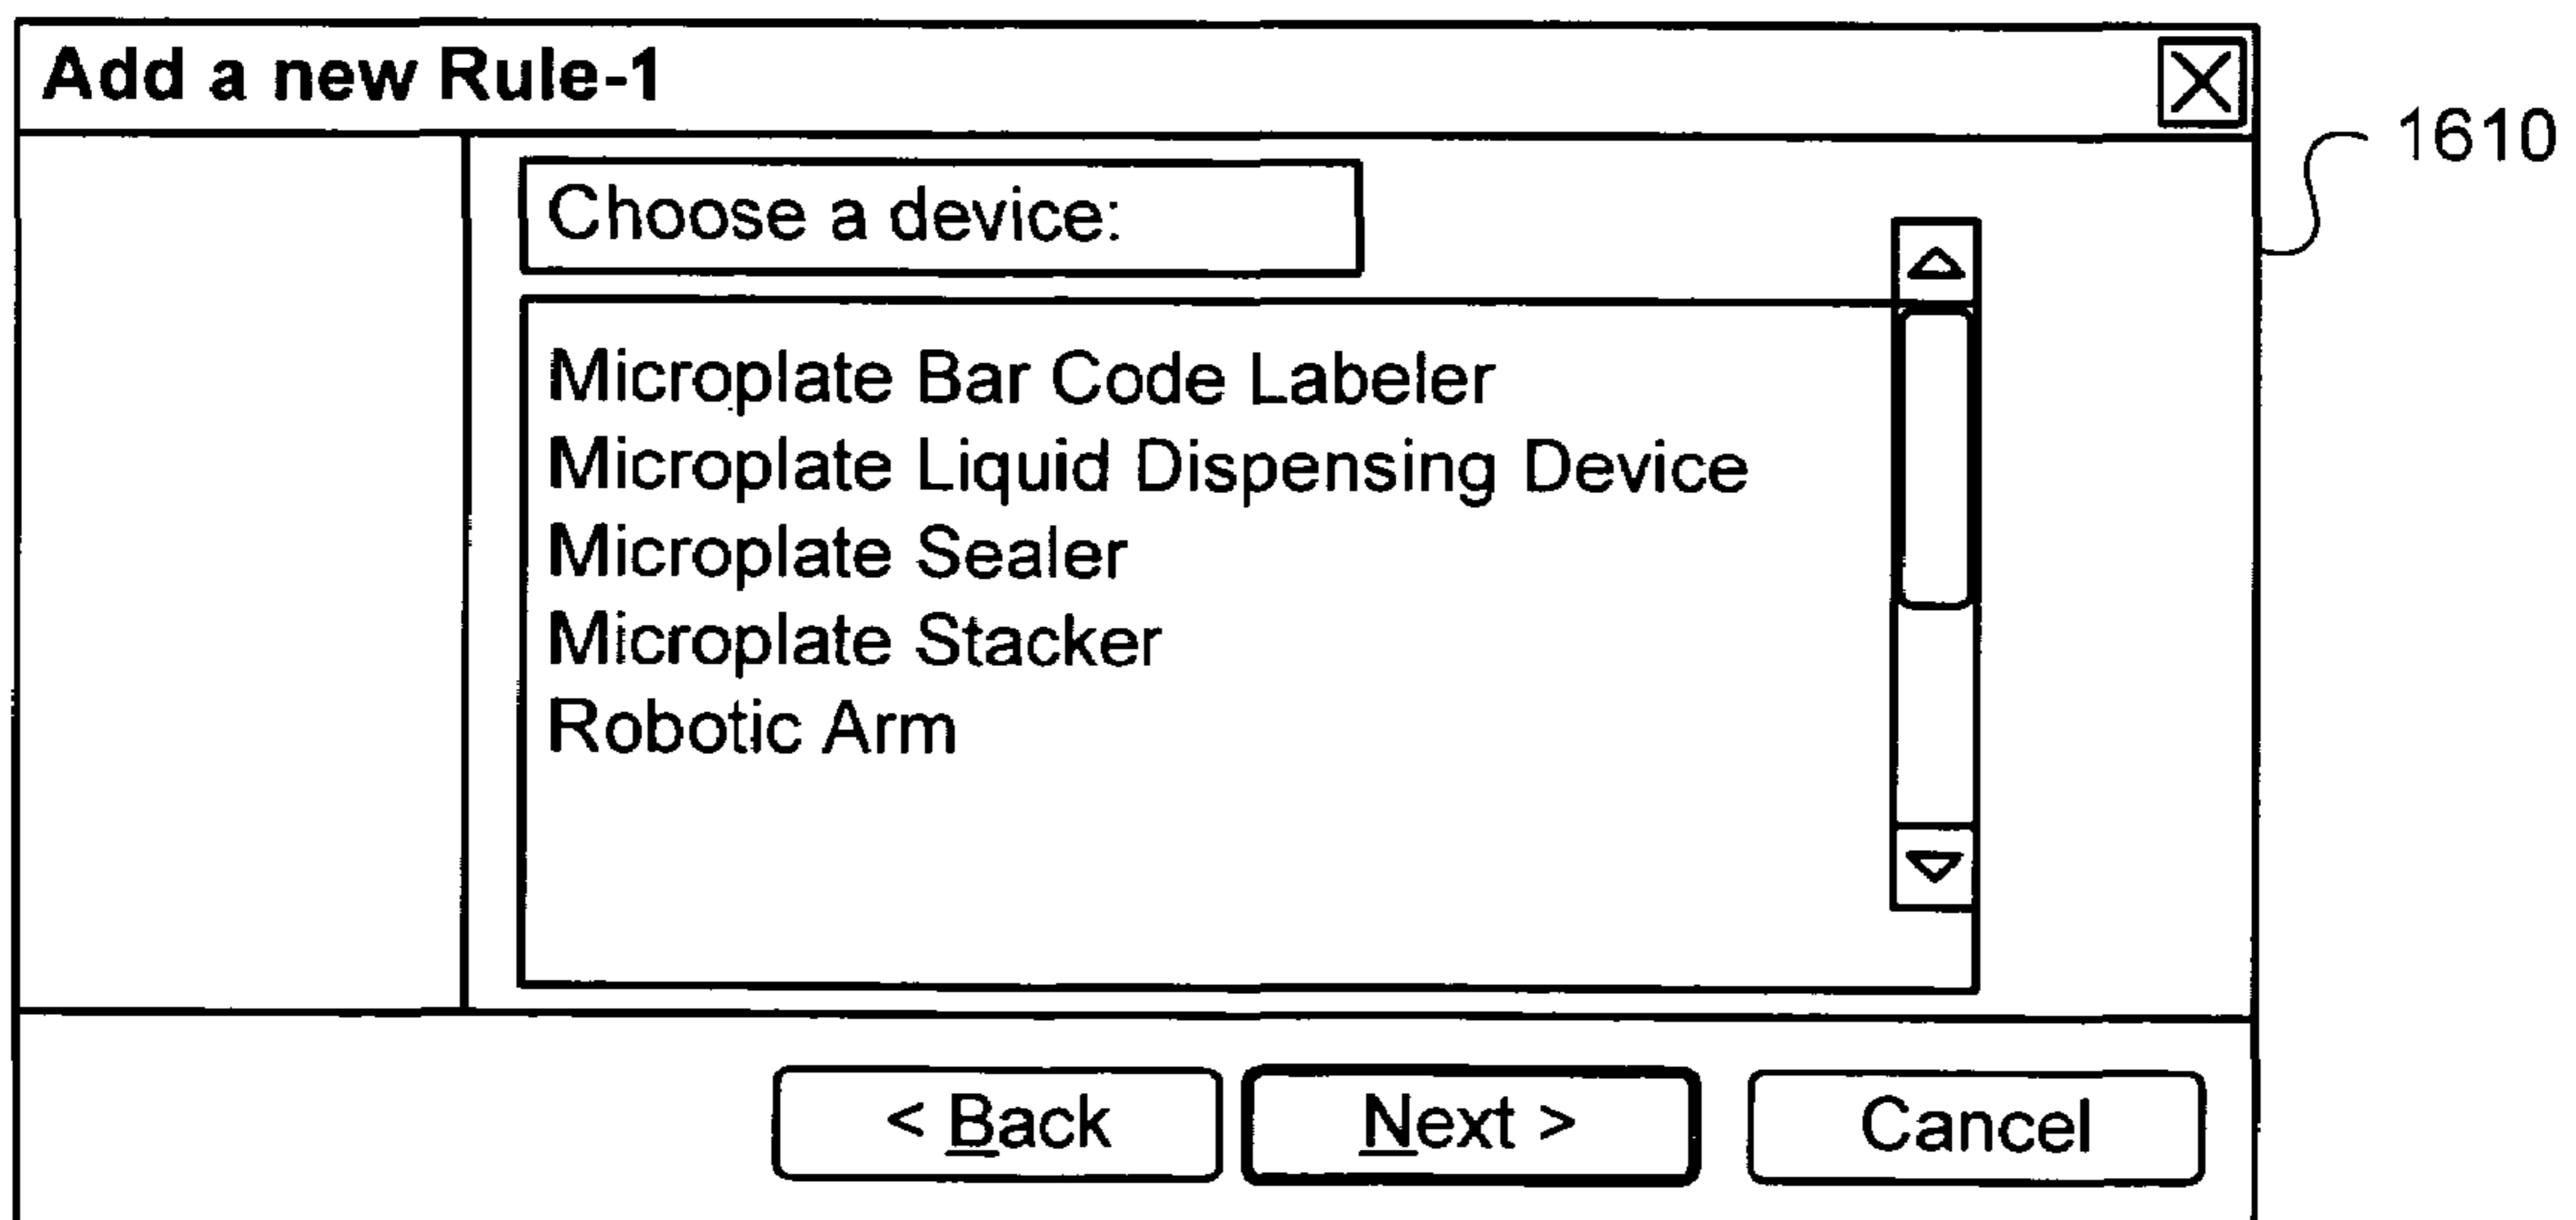 Add a new Rule-1
1610
Choose a device:
Microplate Bar Code Labeler
Microplate Liquid Dispensing Device
Microplate Sealer
Microplate Stacker
Robotic Arm
< Back
Next >
Cancel